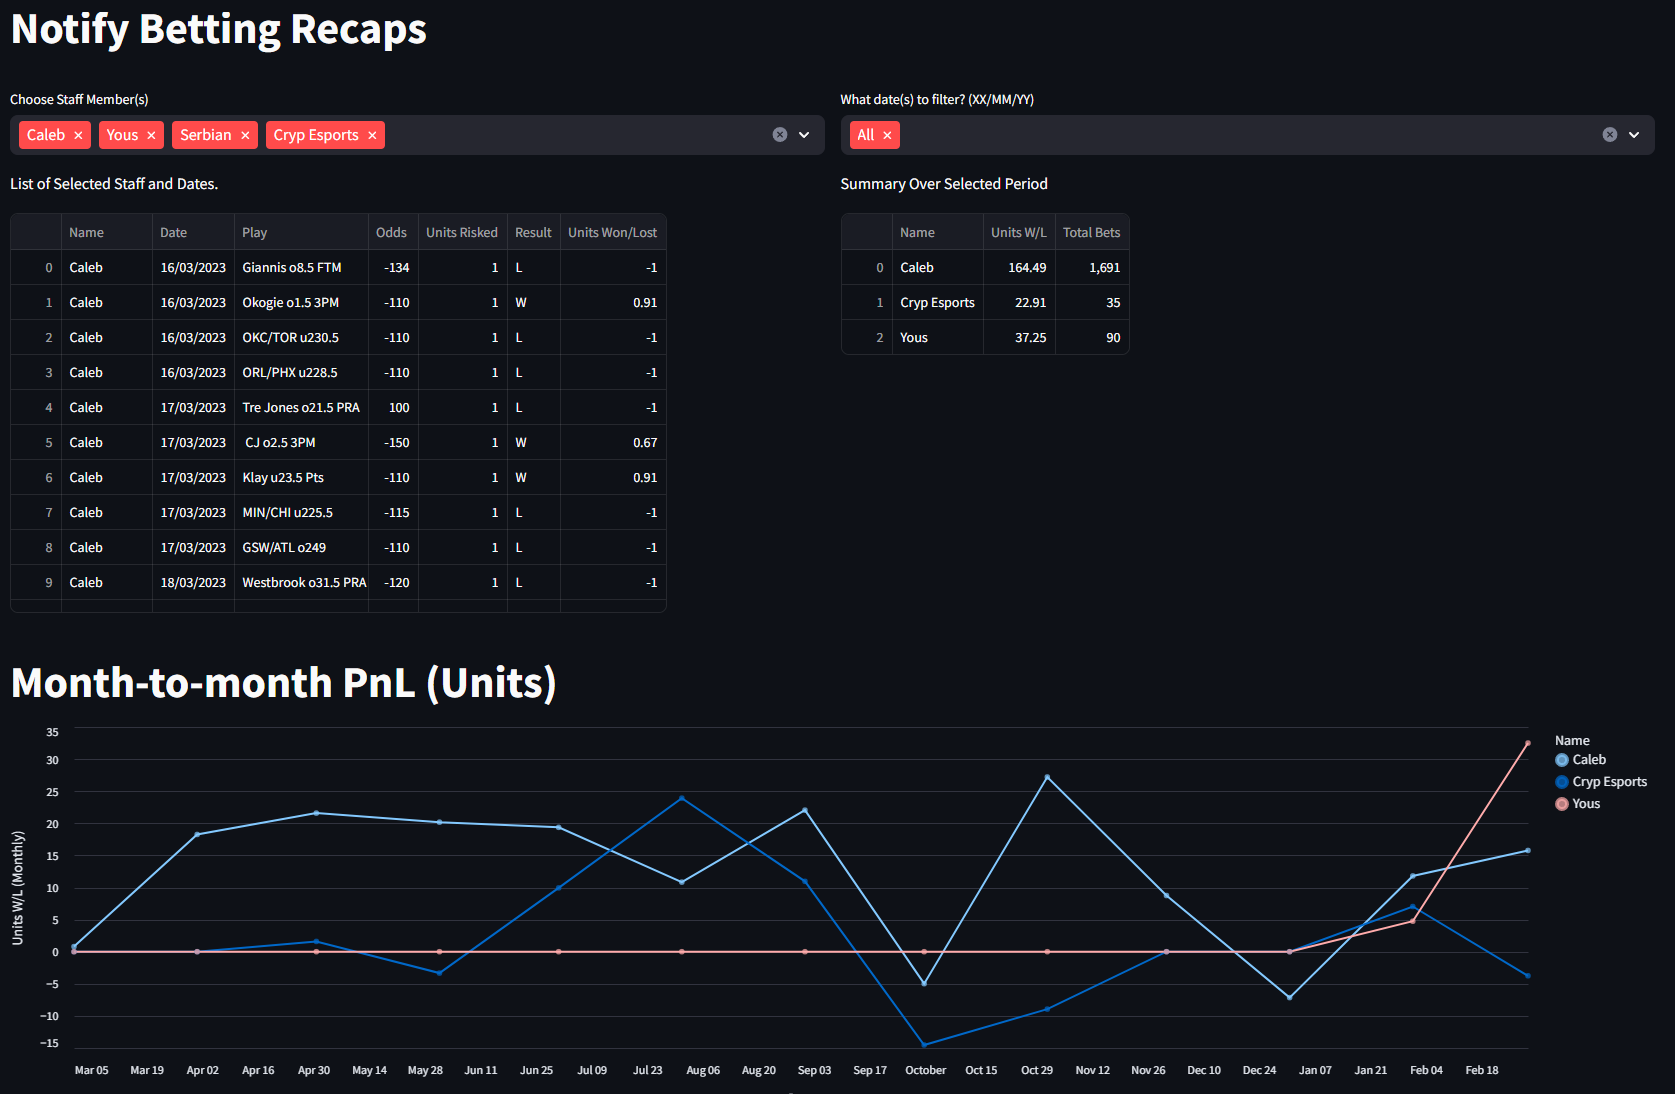 Notify Betting Recaps
Choose Staff Member(s)
Caleb × Yous × Serbian × Cryp Esports ×
What date(s) to filter? (XX/MM/YY)
All ×
List of Selected Staff and Dates.
Name Date Play Odds Units Risked Result Units Won/Lost
0 Caleb 16/03/2023 Giannis o8.5 FTM -134 1 L -1
1 Caleb 16/03/2023 Okogie o1.5 3PM -110 1 W 0.91
2 Caleb 16/03/2023 OKC/TOR u230.5 -110 1 L -1
3 Caleb 16/03/2023 ORL/PHX u228.5 -110 1 L -1
4 Caleb 17/03/2023 Tre Jones o21.5 PRA 100 1 L -1
5 Caleb 17/03/2023 CJ o2.5 3PM -150 1 W 0.67
6 Caleb 17/03/2023 Klay u23.5 Pts -110 1 W 0.91
7 Caleb 17/03/2023 MIN/CHI u225.5 -115 1 L -1
8 Caleb 17/03/2023 GSW/ATL o249 -110 1 L -1
9 Caleb 18/03/2023 Westbrook o31.5 PRA -120 1 L -1
Summary Over Selected Period
Name Units W/L Total Bets
0 Caleb 164.49 1,691
1 Cryp Esports 22.91 35
2 Yous 37.25 90
Month-to-month PnL (Units)
Units W/L (Monthly)
35
30
25
20
15
10
5
0
−5
−10
−15
Mar 05 Mar 19 Apr 02 Apr 16 Apr 30 May 14 May 28 Jun 11 Jun 25 Jul 09 Jul 23 Aug 06 Aug 20 Sep 03 Sep 17 October Oct 15 Oct 29 Nov 12 Nov 26 Dec 10 Dec 24 Jan 07 Jan 21 Feb 04 Feb 18
Name
Caleb
Cryp Esports
Yous